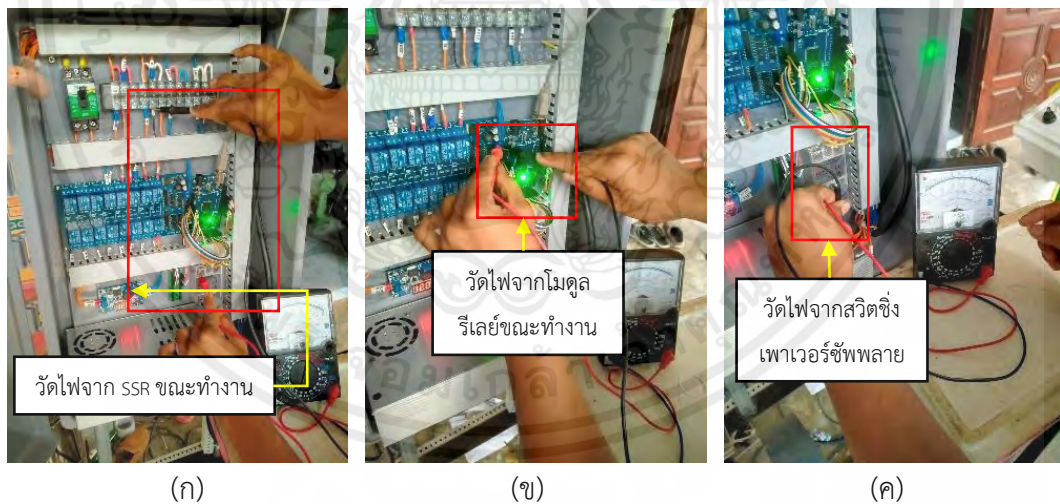 วัดไฟจาก SSR ขณะทำงาน
วัดไฟจากโมดูล
รีเลย์ขณะทำงาน
วัดไฟจากสวิตชิ่ง
เพาเวอร์ซัพพลาย
(ก)
(ข)
(ค)